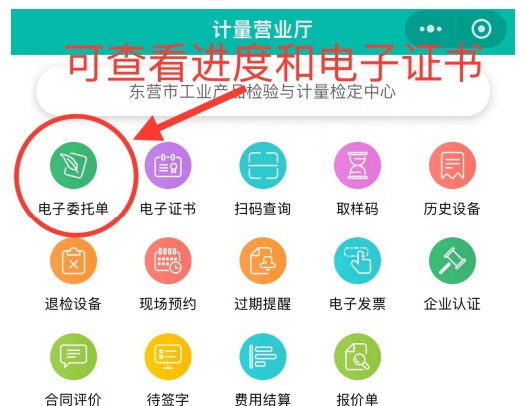 计量营业厅
可查看进度和电子证书
东营市工业产品检验与计量检定中心
电子委托单 电子证书 扫码查询 取样码 历史设备
退检设备 现场预约 过期提醒 电子发票 企业认证
合同评价 待签字 费用结算 报价单